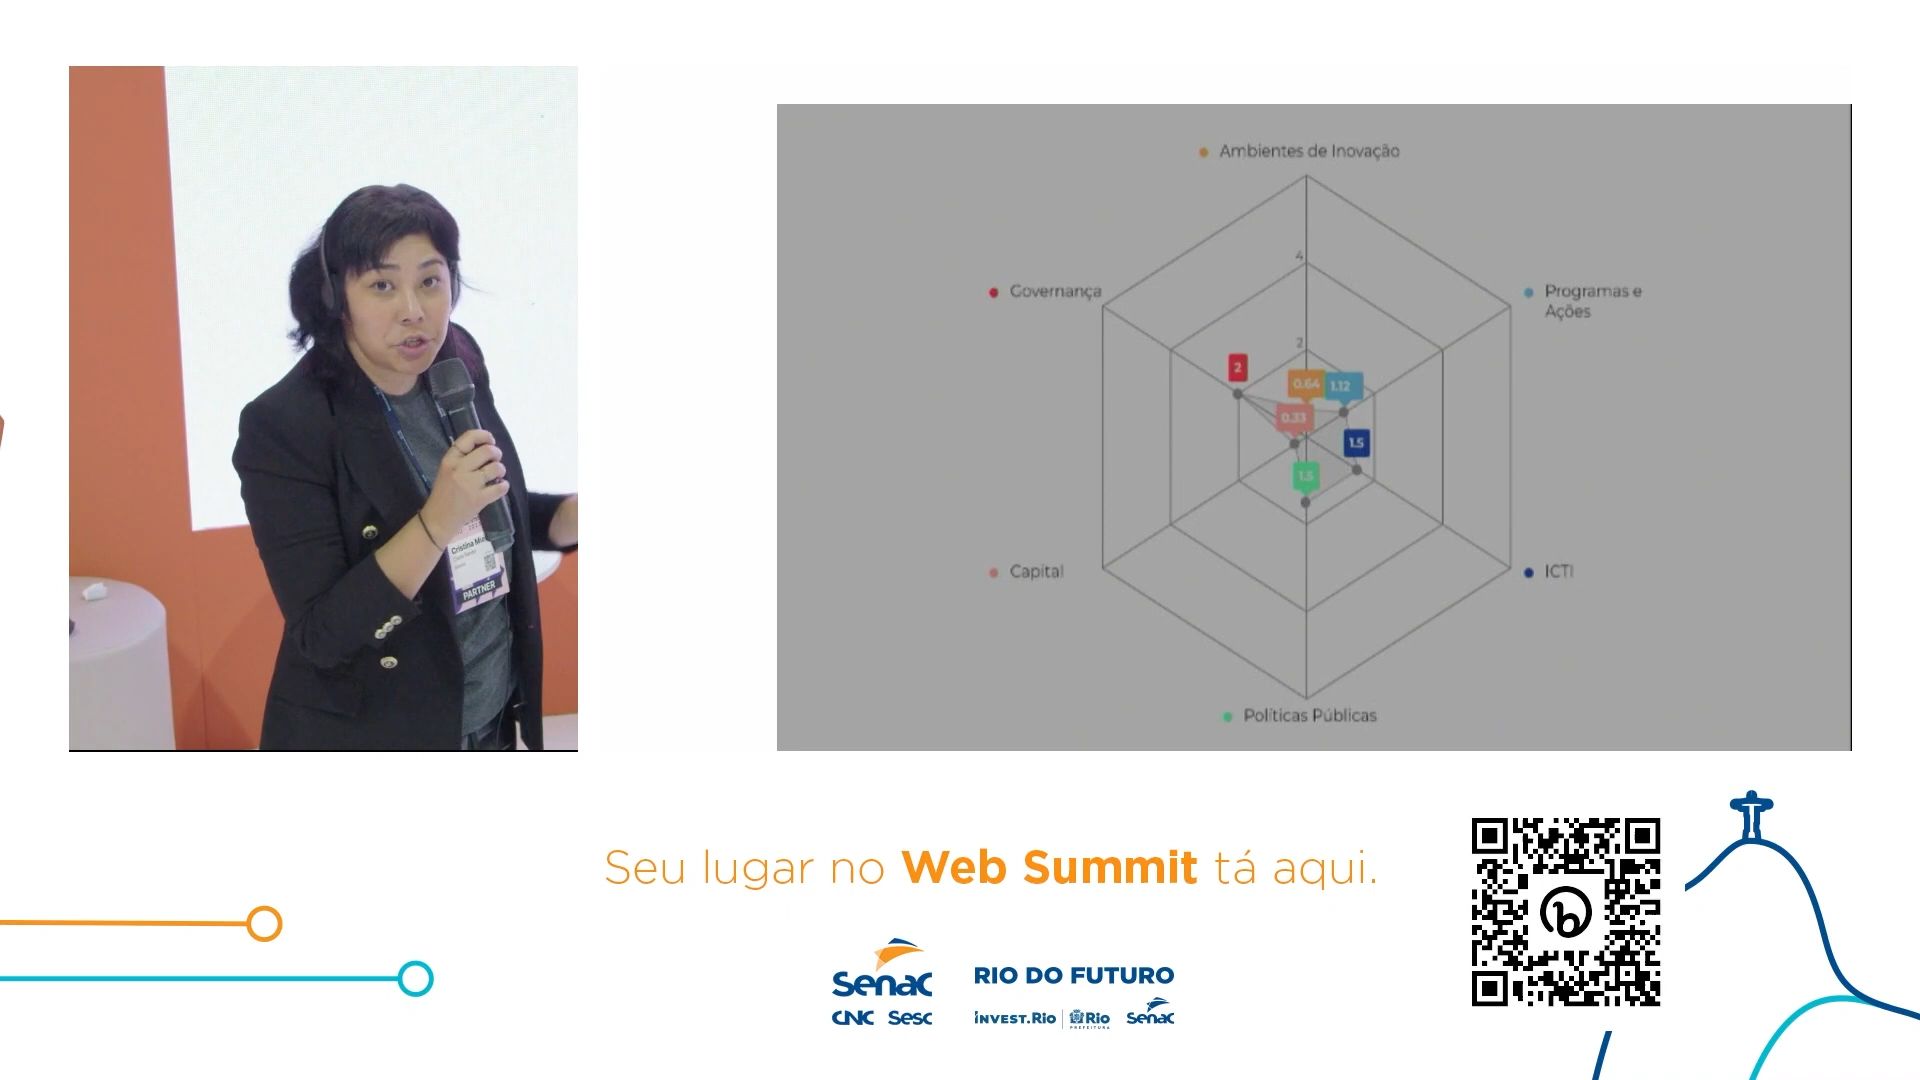 Ambientes de Inovação
4
Governança
Programas e
Ações
2
2
0.64
1.12
0.33
1.5
1.5
Capital
ICTI
Políticas Públicas
Cristina
PARTNER
Seu lugar no Web Summit tá aqui.
Senac
RIO DO FUTURO
CNC Sesc
INVEST.Rio
Rio
PREFEITURA
Senac